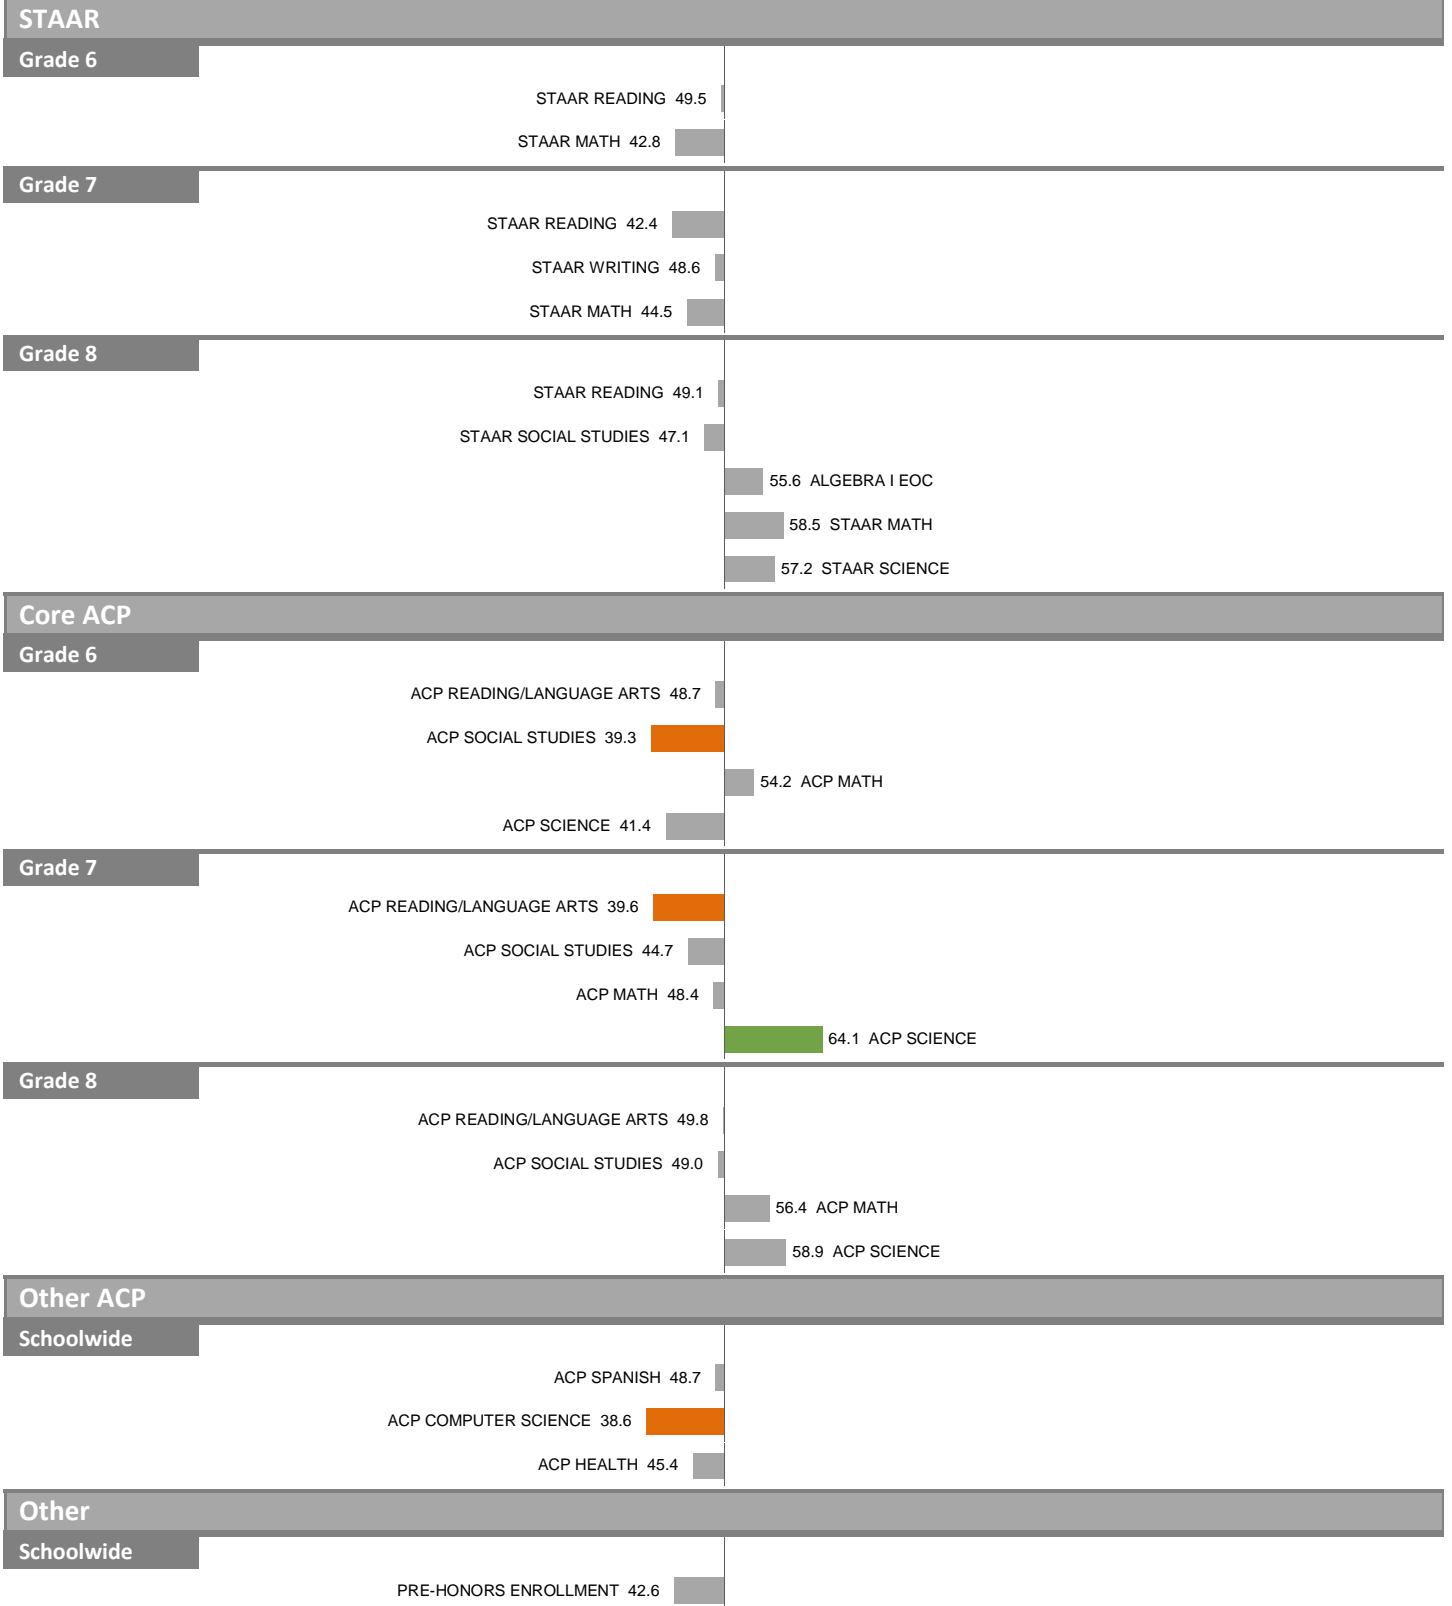 STAAR
Grade 6
STAAR READING 49.5
STAAR MATH 42.8
Grade 7
STAAR READING 42.4
STAAR WRITING 48.6
STAAR MATH 44.5
Grade 8
STAAR READING 49.1
STAAR SOCIAL STUDIES 47.1
55.6 ALGEBRA I EOC
58.5 STAAR MATH
57.2 STAAR SCIENCE
Core ACP
Grade 6
ACP READING/LANGUAGE ARTS 48.7
ACP SOCIAL STUDIES 39.3
54.2 ACP MATH
ACP SCIENCE 41.4
Grade 7
ACP READING/LANGUAGE ARTS 39.6
ACP SOCIAL STUDIES 44.7
ACP MATH 48.4
64.1 ACP SCIENCE
Grade 8
ACP READING/LANGUAGE ARTS 49.8
ACP SOCIAL STUDIES 49.0
56.4 ACP MATH
58.9 ACP SCIENCE
Other ACP
Schoolwide
ACP SPANISH 48.7
ACP COMPUTER SCIENCE 38.6
ACP HEALTH 45.4
Other
Schoolwide
PRE-HONORS ENROLLMENT 42.6